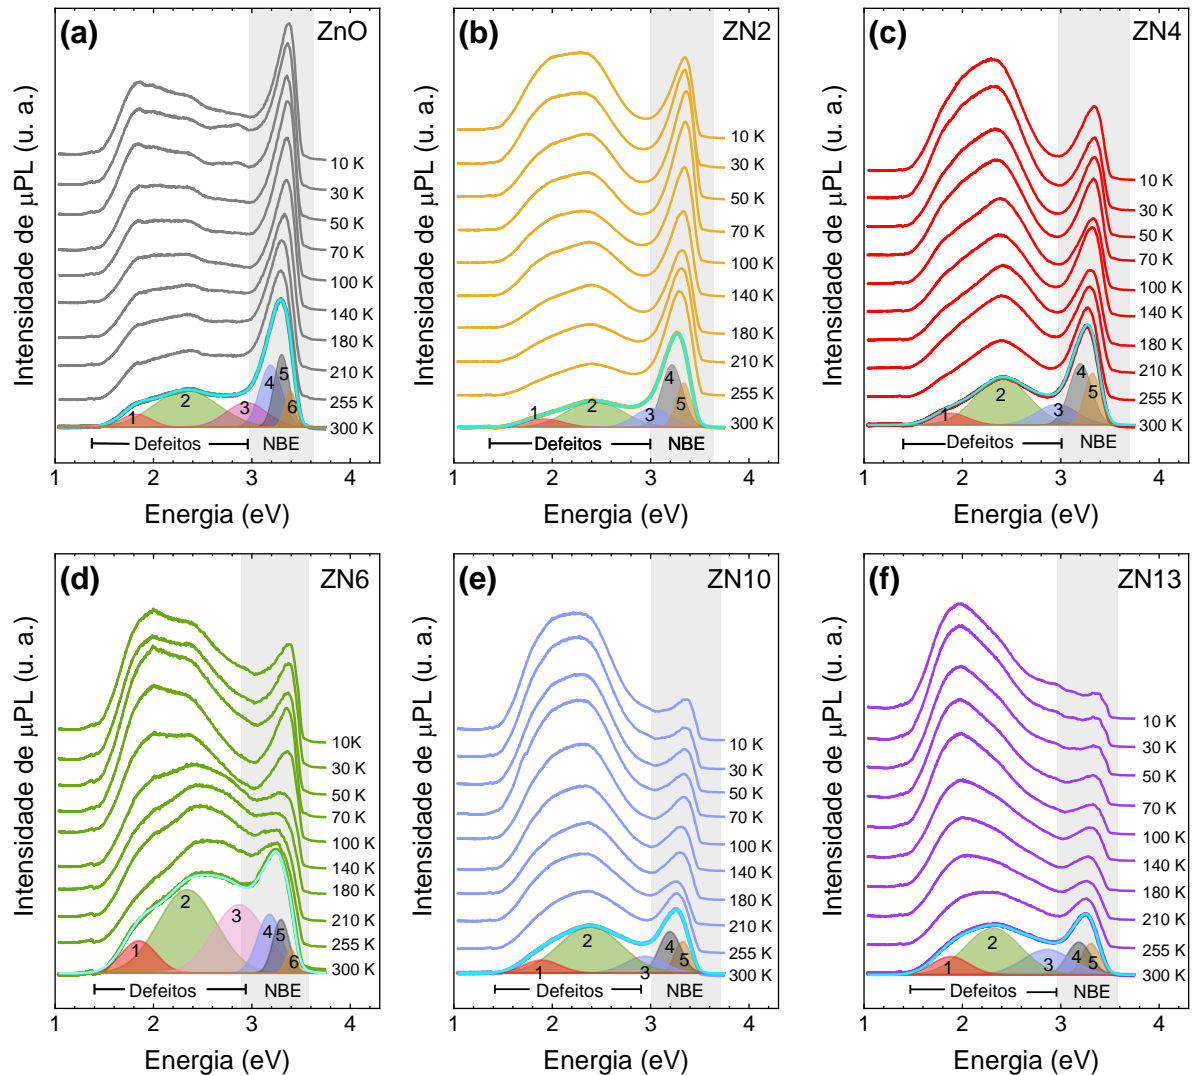 (a) ZnO
Intensidade de μPL (u. a.)
10 K
30 K
50 K
70 K
100 K
140 K
180 K
210 K
255 K
300 K
1 2 3 4 5 6
Defeitos NBE
1 2 3 4
Energia (eV)
(b) ZN2
Intensidade de μPL (u. a.)
10 K
30 K
50 K
70 K
100 K
140 K
180 K
210 K
255 K
300 K
1 2 3 4 5
Defeitos NBE
1 2 3 4
Energia (eV)
(c) ZN4
Intensidade de μPL (u. a.)
10 K
30 K
50 K
70 K
100 K
140 K
180 K
210 K
255 K
300 K
1 2 3 4 5
Defeitos NBE
1 2 3 4
Energia (eV)
(d) ZN6
Intensidade de μPL (u. a.)
10K
30 K
50 K
70 K
100 K
140 K
180 K
210 K
255 K
300 K
1 2 3 4 5 6
Defeitos NBE
1 2 3 4
Energia (eV)
(e) ZN10
Intensidade de μPL (u. a.)
10 K
30 K
50 K
70 K
100 K
140 K
180 K
210 K
255 K
300 K
1 2 3 4 5
Defeitos NBE
1 2 3 4
Energia (eV)
(f) ZN13
Intensidade de μPL (u. a.)
10 K
30 K
50 K
70 K
100 K
140 K
180 K
210 K
255 K
300 K
1 2 3 4 5
Defeitos NBE
1 2 3 4
Energia (eV)